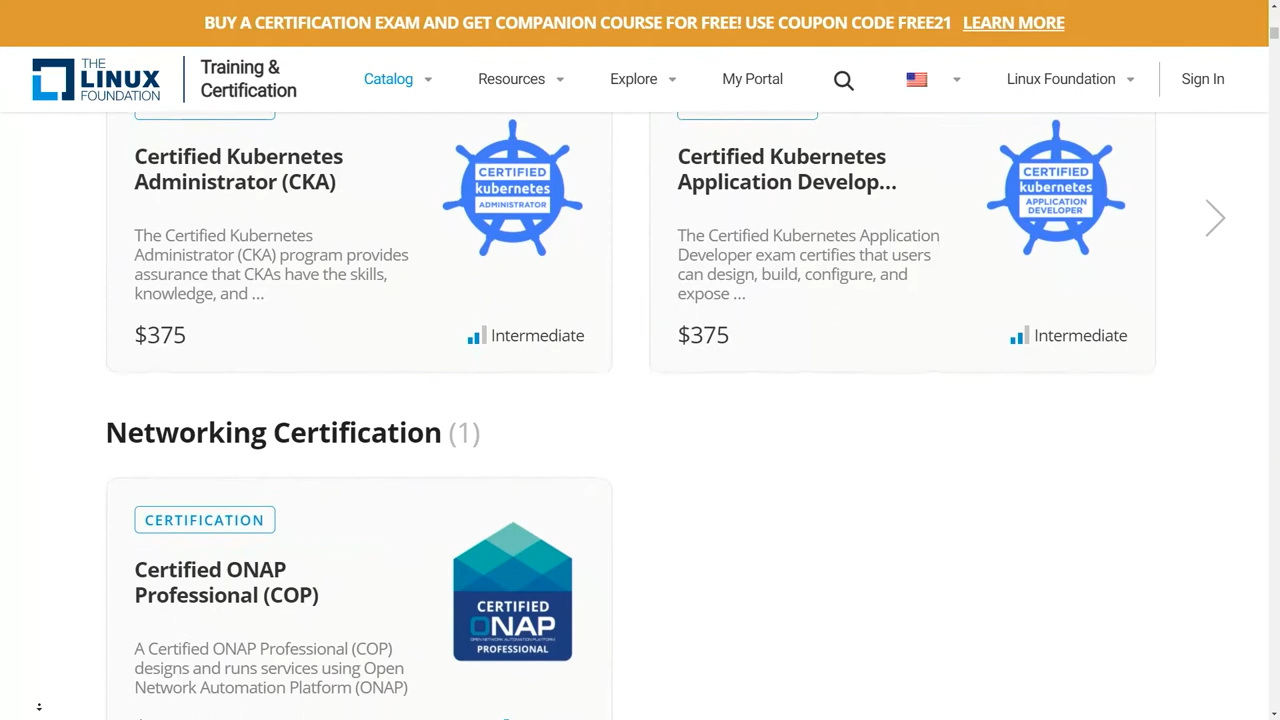 BUY A CERTIFICATION EXAM AND GET COMPANION COURSE FOR FREE! USE COUPON CODE FREE21 LEARN MORE
THE
LINUX
FOUNDATION
Training &
Certification
Catalog
Resources
Explore
My Portal
Linux Foundation
Sign In
Certified Kubernetes
Administrator (CKA)
CERTIFIED
kubernetes
ADMINISTRATOR
The Certified Kubernetes
Administrator (CKA) program provides
assurance that CKAs have the skills,
knowledge, and ...
$375
Intermediate
Certified Kubernetes
Application Develop...
CERTIFIED
kubernetes
APPLICATION
DEVELOPER
The Certified Kubernetes Application
Developer exam certifies that users
can design, build, configure, and
expose ...
$375
Intermediate
Networking Certification (1)
CERTIFICATION
Certified ONAP
Professional (COP)
CERTIFIED
ONAP
OPEN NETWORK AUTOMATION PLATFORM
PROFESSIONAL
A Certified ONAP Professional (COP)
designs and runs services using Open
Network Automation Platform (ONAP)